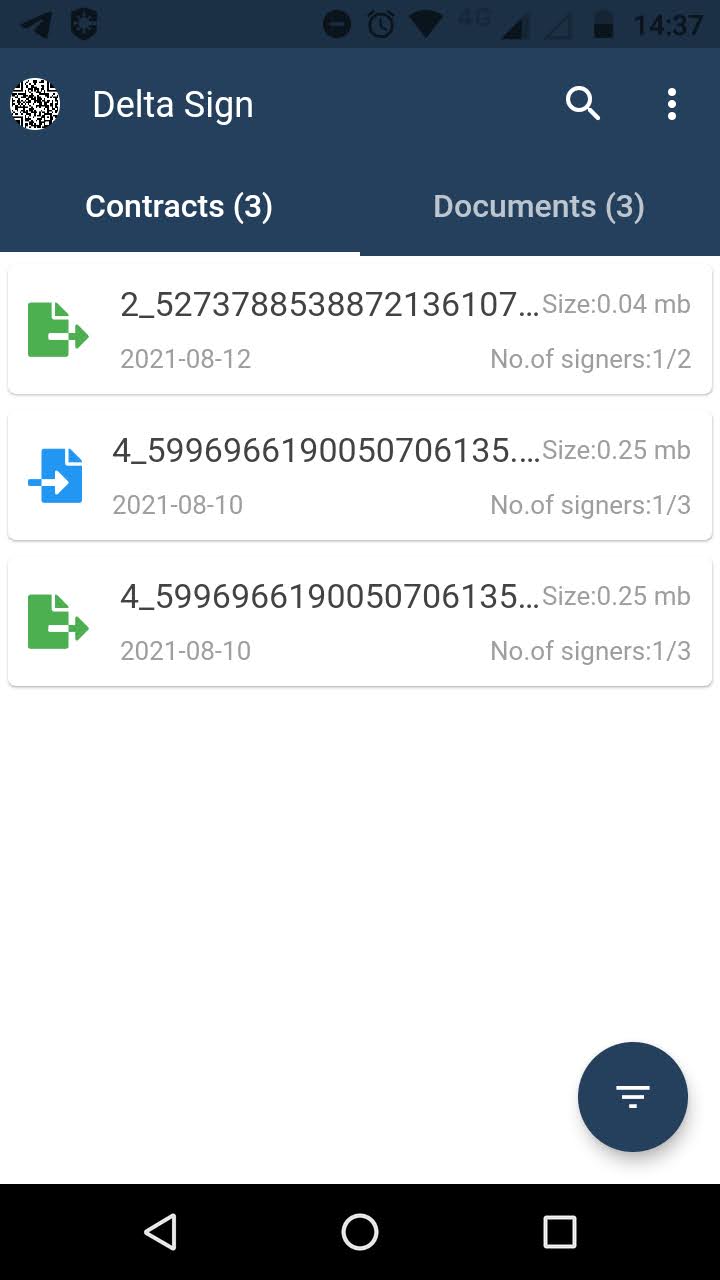 4G 14:37
Delta Sign
Contracts (3) Documents (3)
2_5273788538872136107... Size:0.04 mb
2021-08-12 No.of signers:1/2
4_5996966190050706135.... Size:0.25 mb
2021-08-10 No.of signers:1/3
4_5996966190050706135... Size:0.25 mb
2021-08-10 No.of signers:1/3